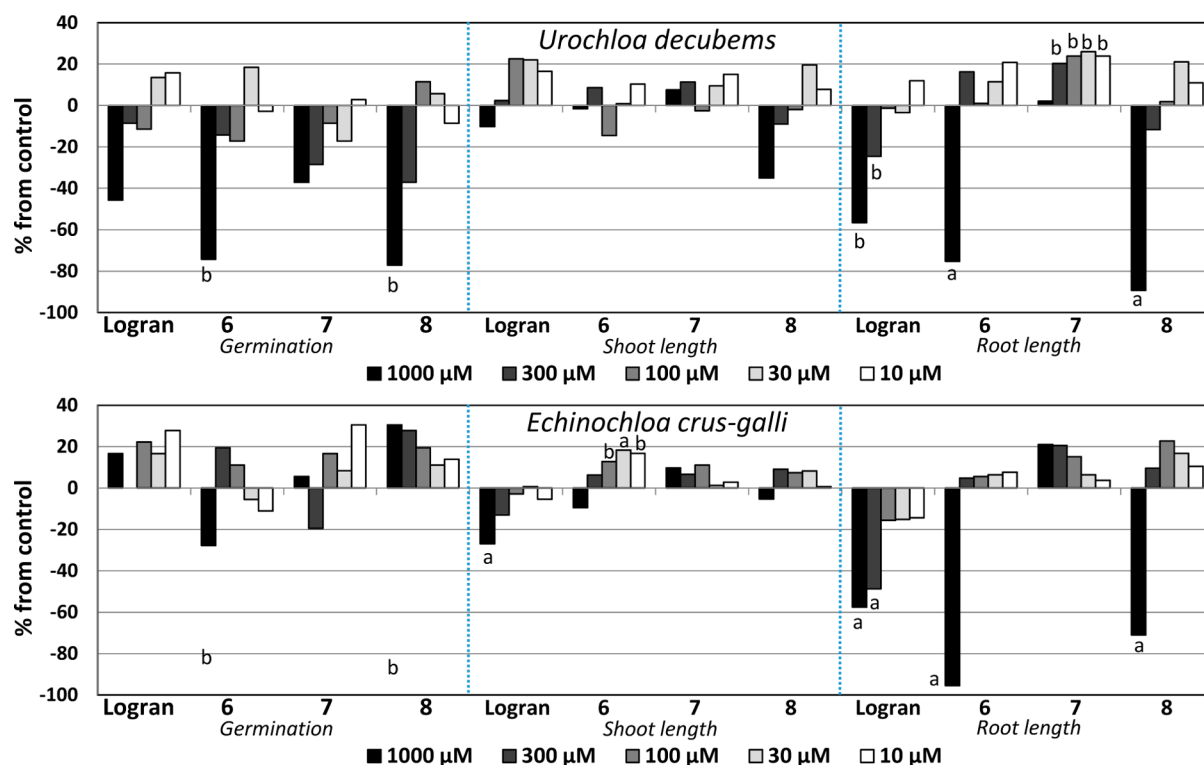 Urochloa decubems
% from control
40
20
0
-20
-40
-60
-80
-100
b
b
b
b
a
b
b
b
b
a
Logran 6 7 8 Logran 6 7 8 Logran 6 7 8
Germination Shoot length Root length
1000 µM 300 µM 100 µM 30 µM 10 µM
Echinochloa crus-galli
% from control
40
20
0
-20
-40
-60
-80
-100
b
b
a
b
a
b
a
a
a
a
Logran 6 7 8 Logran 6 7 8 Logran 6 7 8
Germination Shoot length Root length
1000 µM 300 µM 100 µM 30 µM 10 µM